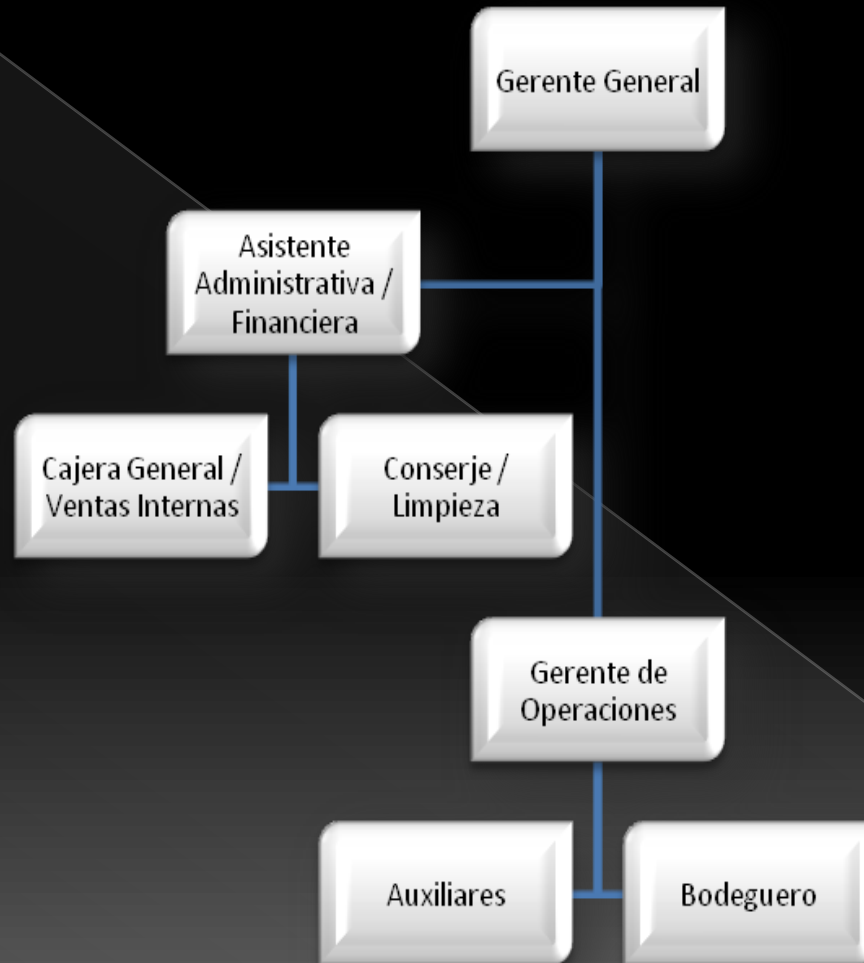 Gerente General
Asistente
Administrativa /
Financiera
Cajera General /
Ventas Internas
Conserje /
Limpieza
Gerente de
Operaciones
Auxiliares
Bodeguero